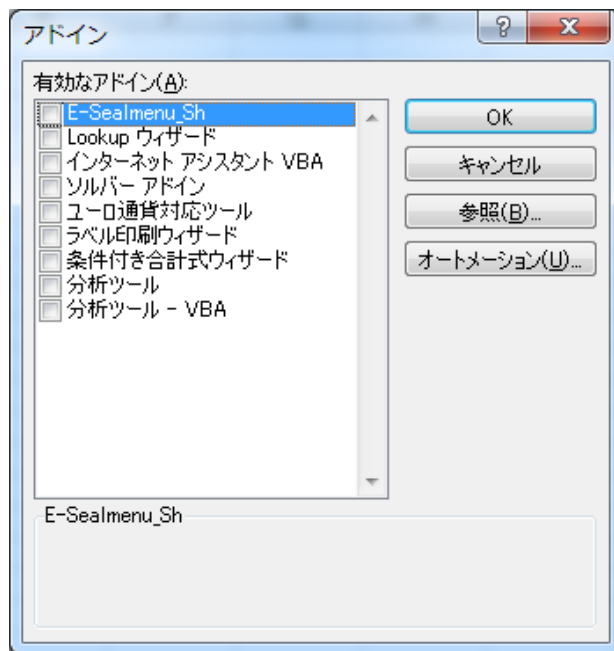 アドイン
有効なアドイン(A):
E-Sealmenu_Sh
Lookup ウィザード
インターネット アシスタント VBA
ソルバー アドイン
ユーロ通貨対応ツール
ラベル印刷ウィザード
条件付き合計式ウィザード
分析ツール
分析ツール - VBA
OK
キャンセル
参照(B)...
オートメーション(U)...
E-Sealmenu_Sh